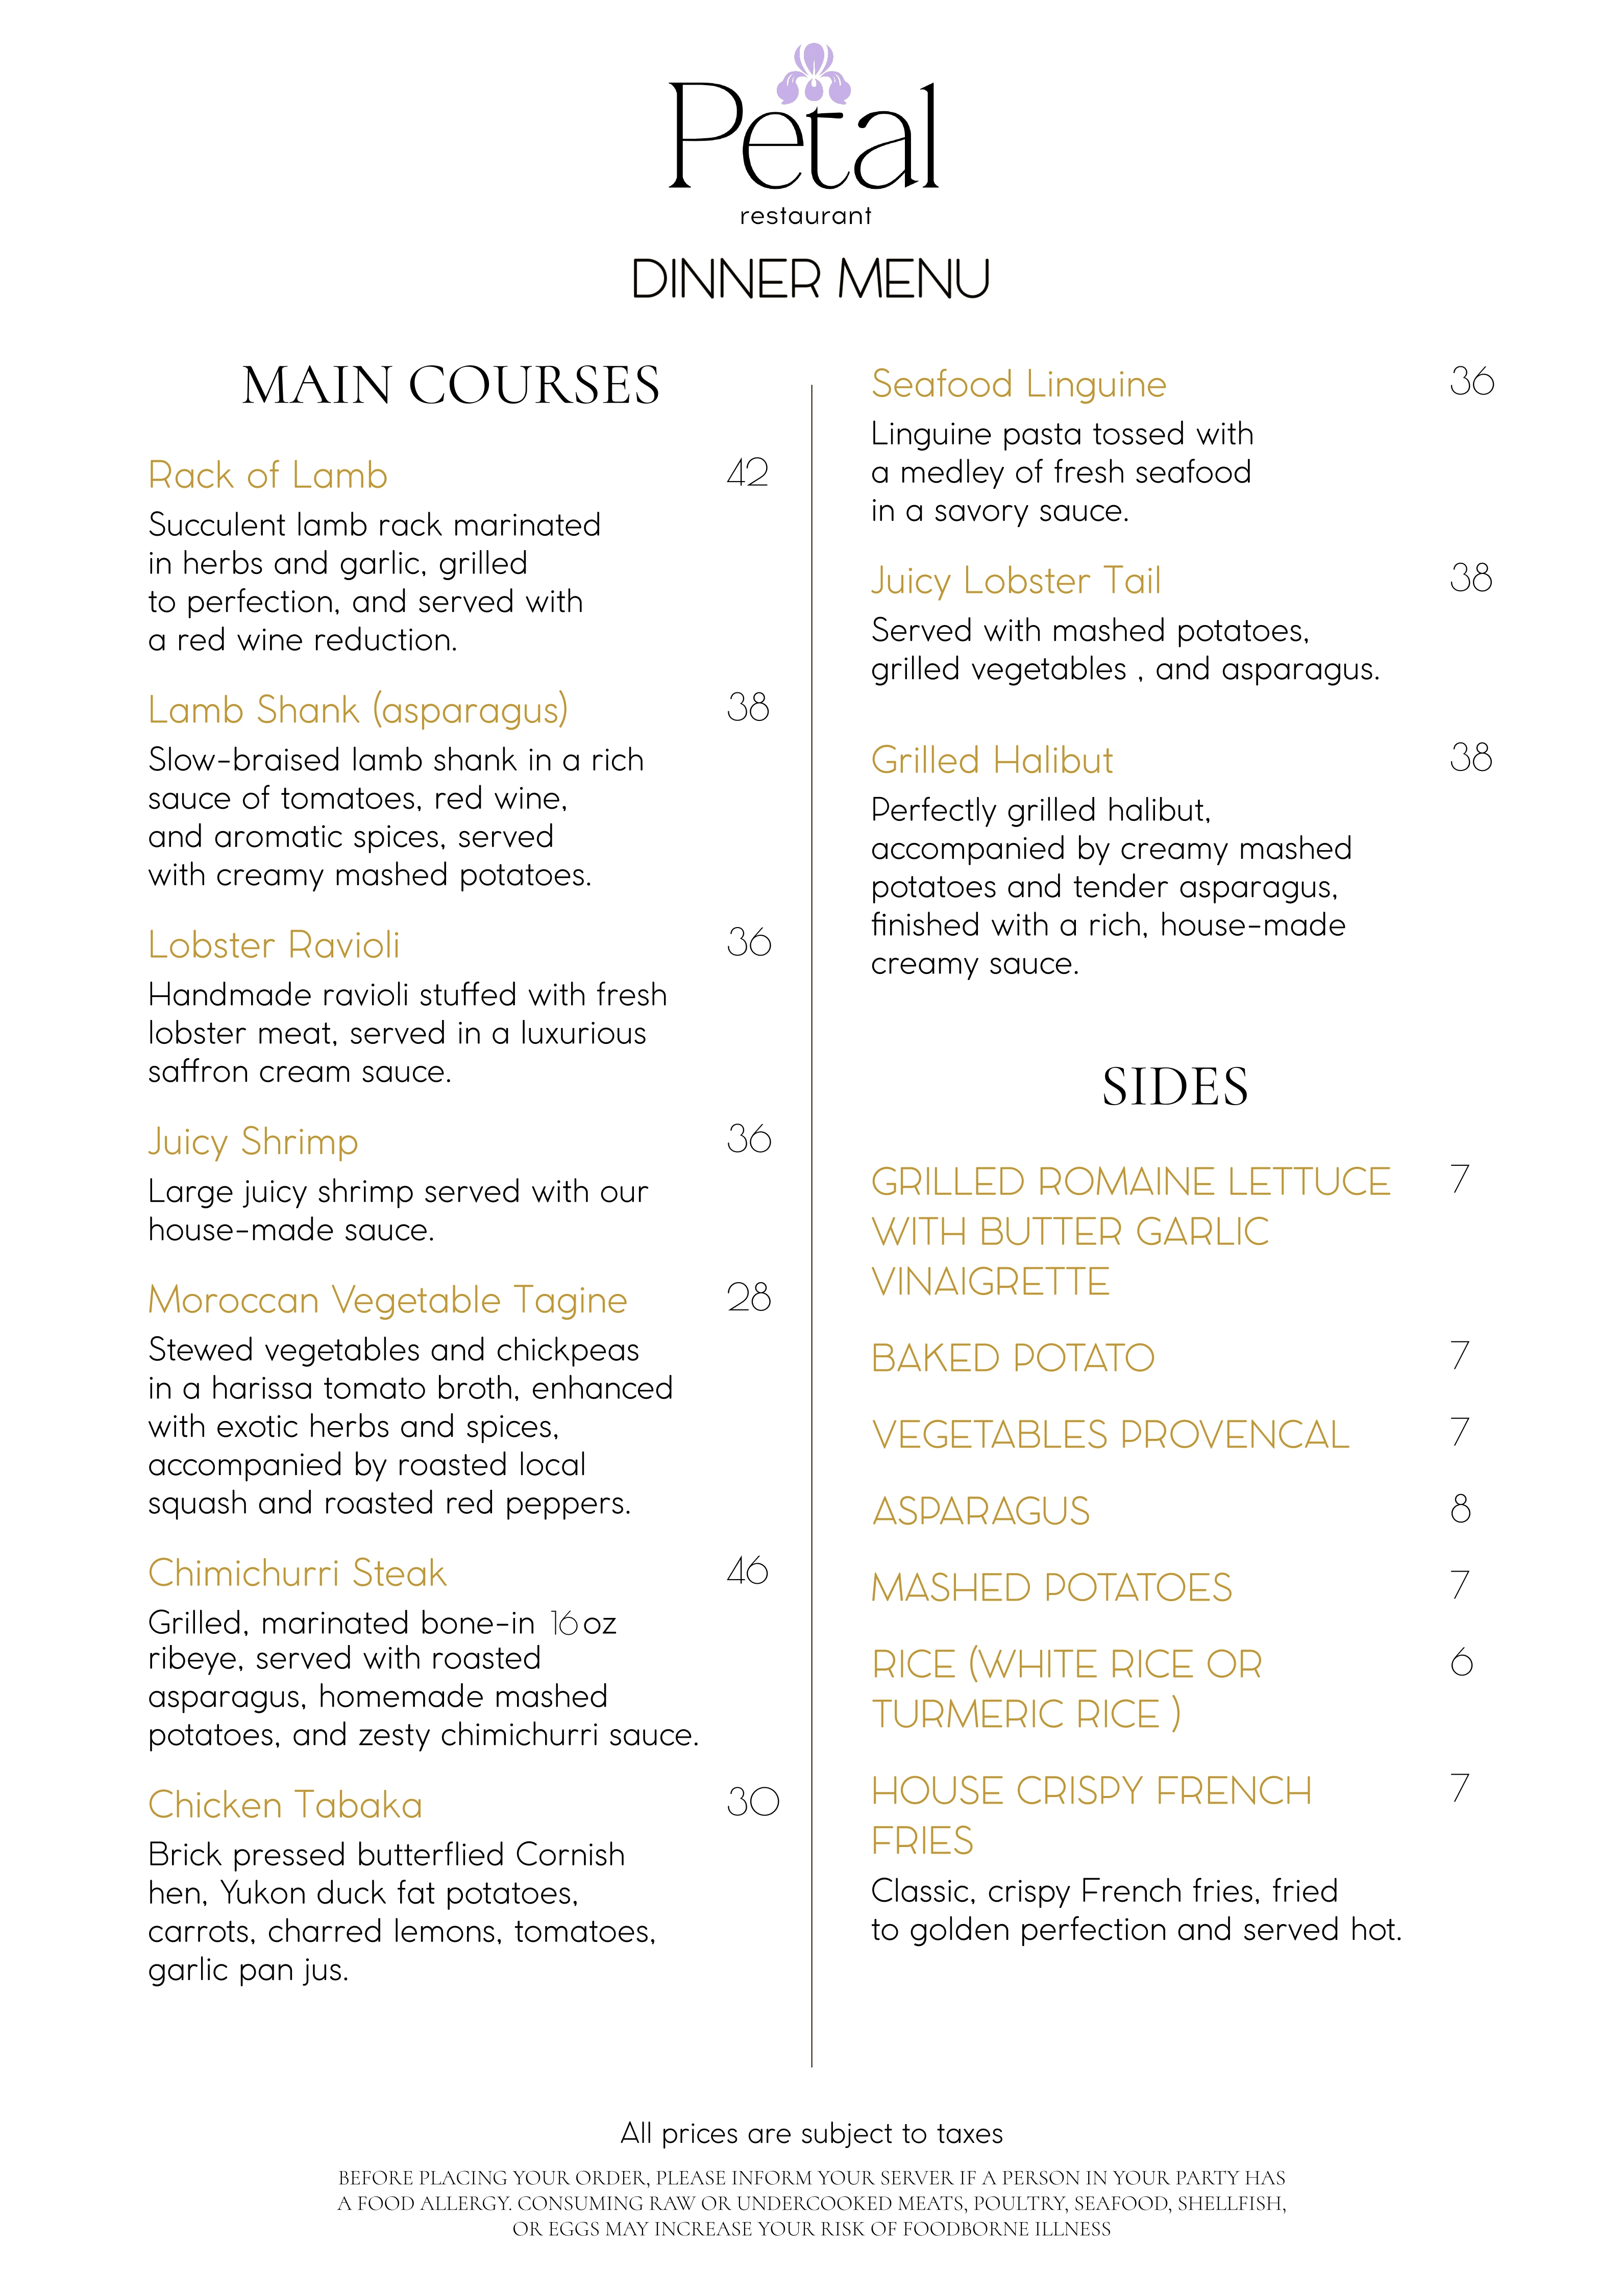 Petal
restaurant
DINNER MENU
MAIN COURSES
Rack of Lamb 42
Succulent lamb rack marinated
in herbs and garlic, grilled
to perfection, and served with
a red wine reduction.
Lamb Shank (asparagus) 38
Slow-braised lamb shank in a rich
sauce of tomatoes, red wine,
and aromatic spices, served
with creamy mashed potatoes.
Lobster Ravioli 36
Handmade ravioli stuffed with fresh
lobster meat, served in a luxurious
saffron cream sauce.
Juicy Shrimp 36
Large juicy shrimp served with our
house-made sauce.
Moroccan Vegetable Tagine 28
Stewed vegetables and chickpeas
in a harissa tomato broth, enhanced
with exotic herbs and spices,
accompanied by roasted local
squash and roasted red peppers.
Chimichurri Steak 46
Grilled, marinated bone-in 16 oz
ribeye, served with roasted
asparagus, homemade mashed
potatoes, and zesty chimichurri sauce.
Chicken Tabaka 30
Brick pressed butterflied Cornish
hen, Yukon duck fat potatoes,
carrots, charred lemons, tomatoes,
garlic pan jus.
Seafood Linguine 36
Linguine pasta tossed with
a medley of fresh seafood
in a savory sauce.
Juicy Lobster Tail 38
Served with mashed potatoes,
grilled vegetables , and asparagus.
Grilled Halibut 38
Perfectly grilled halibut,
accompanied by creamy mashed
potatoes and tender asparagus,
finished with a rich, house-made
creamy sauce.
SIDES
GRILLED ROMAINE LETTUCE 7
WITH BUTTER GARLIC
VINAIGRETTE
BAKED POTATO 7
VEGETABLES PROVENCAL 7
ASPARAGUS 8
MASHED POTATOES 7
RICE (WHITE RICE OR 6
TURMERIC RICE )
HOUSE CRISPY FRENCH 7
FRIES
Classic, crispy French fries, fried
to golden perfection and served hot.
All prices are subject to taxes
BEFORE PLACING YOUR ORDER, PLEASE INFORM YOUR SERVER IF A PERSON IN YOUR PARTY HAS
A FOOD ALLERGY. CONSUMING RAW OR UNDERCOOKED MEATS, POULTRY, SEAFOOD, SHELLFISH,
OR EGGS MAY INCREASE YOUR RISK OF FOODBORNE ILLNESS